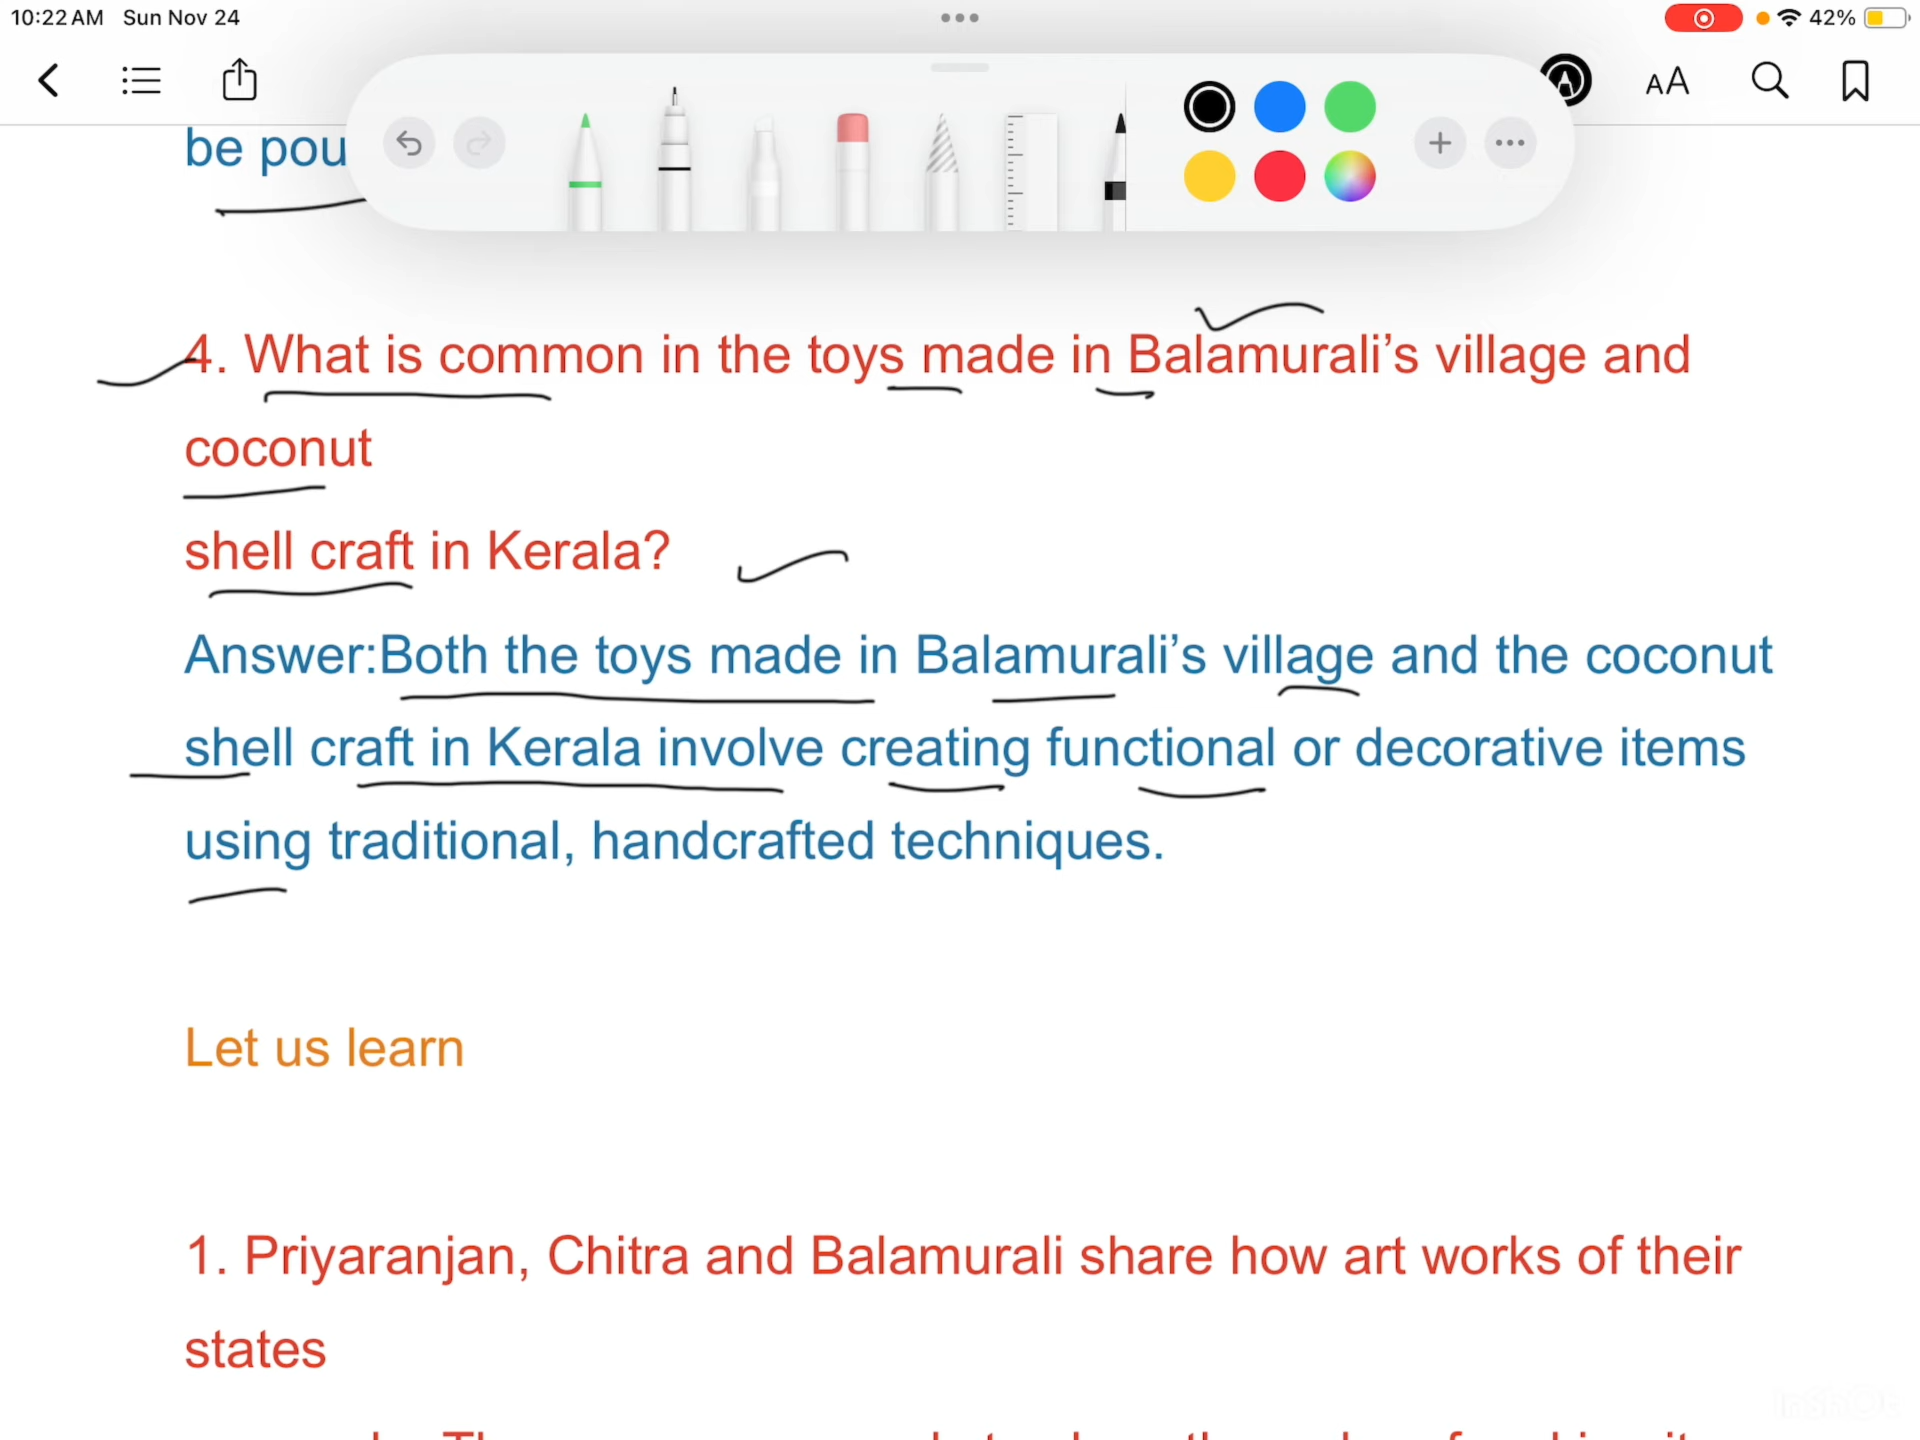 10:22 AM Sun Nov 24
42%
AA
be pou
4. What is common in the toys made in Balamurali’s village and
coconut
shell craft in Kerala?
Answer:Both the toys made in Balamurali’s village and the coconut
shell craft in Kerala involve creating functional or decorative items
using traditional, handcrafted techniques.
Let us learn
1. Priyaranjan, Chitra and Balamurali share how art works of their
states